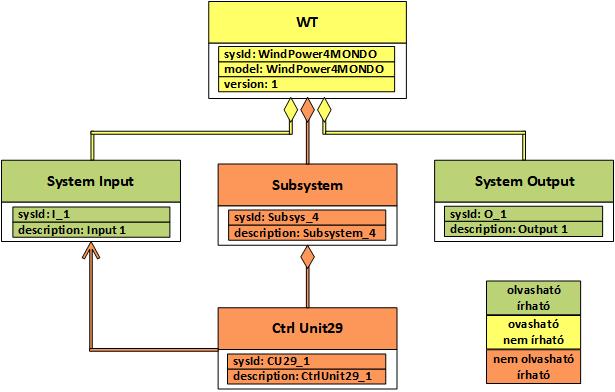 WT
sysId: WindPower4MONDO
model: WindPower4MONDO
version: 1
System Input
sysId: I_1
description: Input 1
Subsystem
sysId: Subsys_4
description: Subsystem_4
System Output
sysId: O_1
description: Output 1
Ctrl Unit29
sysId: CU29_1
description: CtrlUnit29_1
olvasható
írható
ovasható
nem írható
nem olvasható
írható